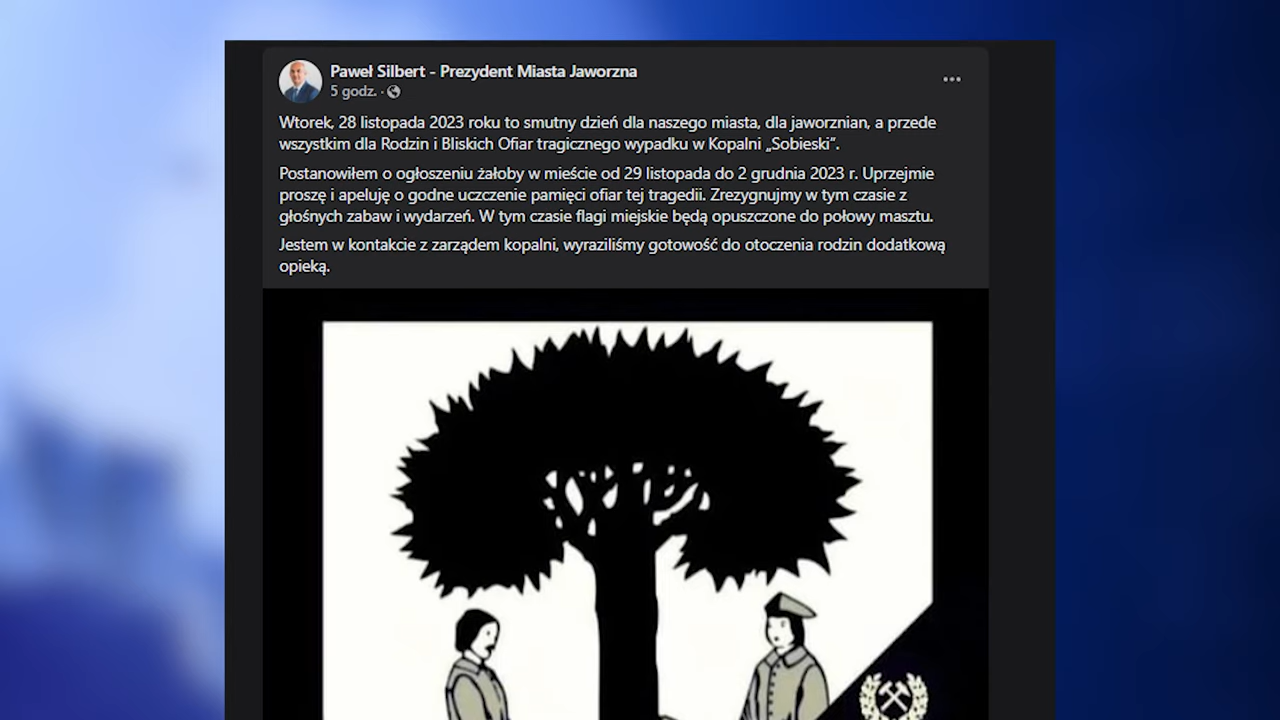 Paweł Silbert - Prezydent Miasta Jaworzna
5 godz. ·
Wtorek, 28 listopada 2023 roku to smutny dzień dla naszego miasta, dla jaworznian, a przede
wszystkim dla Rodzin i Bliskich Ofiar tragicznego wypadku w Kopalni „Sobieski”.
Postanowiłem o ogłoszeniu żałoby w mieście od 29 listopada do 2 grudnia 2023 r. Uprzejmie
proszę i apeluję o godne uczczenie pamięci ofiar tej tragedii. Zrezygnujmy w tym czasie z
głośnych zabaw i wydarzeń. W tym czasie flagi miejskie będą opuszczone do połowy masztu.
Jestem w kontakcie z zarządem kopalni, wyraziliśmy gotowość do otoczenia rodzin dodatkową
opieką.